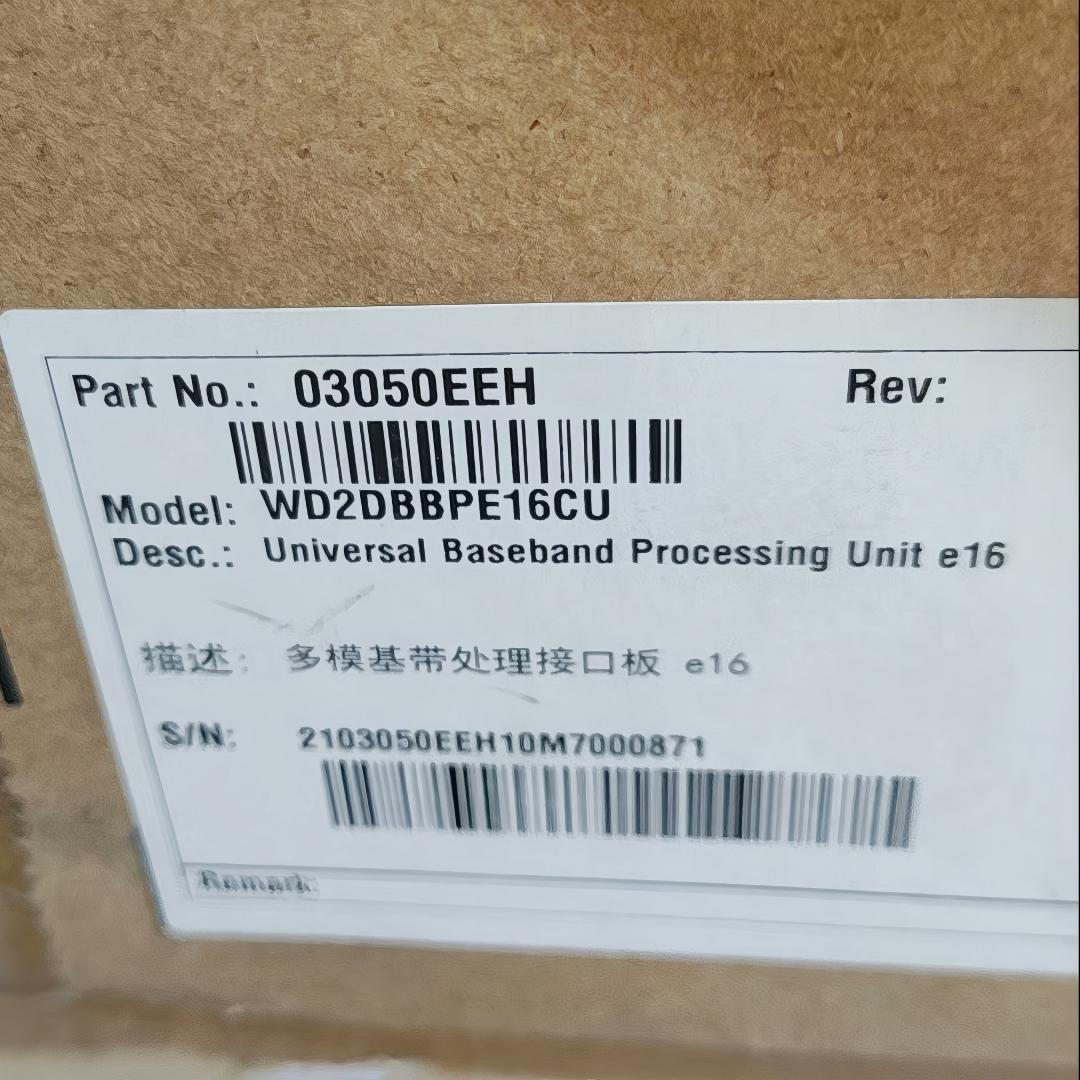 Part No.: 03050EEH Rev:
Model: WD2DBBPE16CU
Desc.: Universal Baseband Processing Unit e16
描述: 多模基带处理接口板 e16
S/N: 2103050EEH10M7000871
Remark: